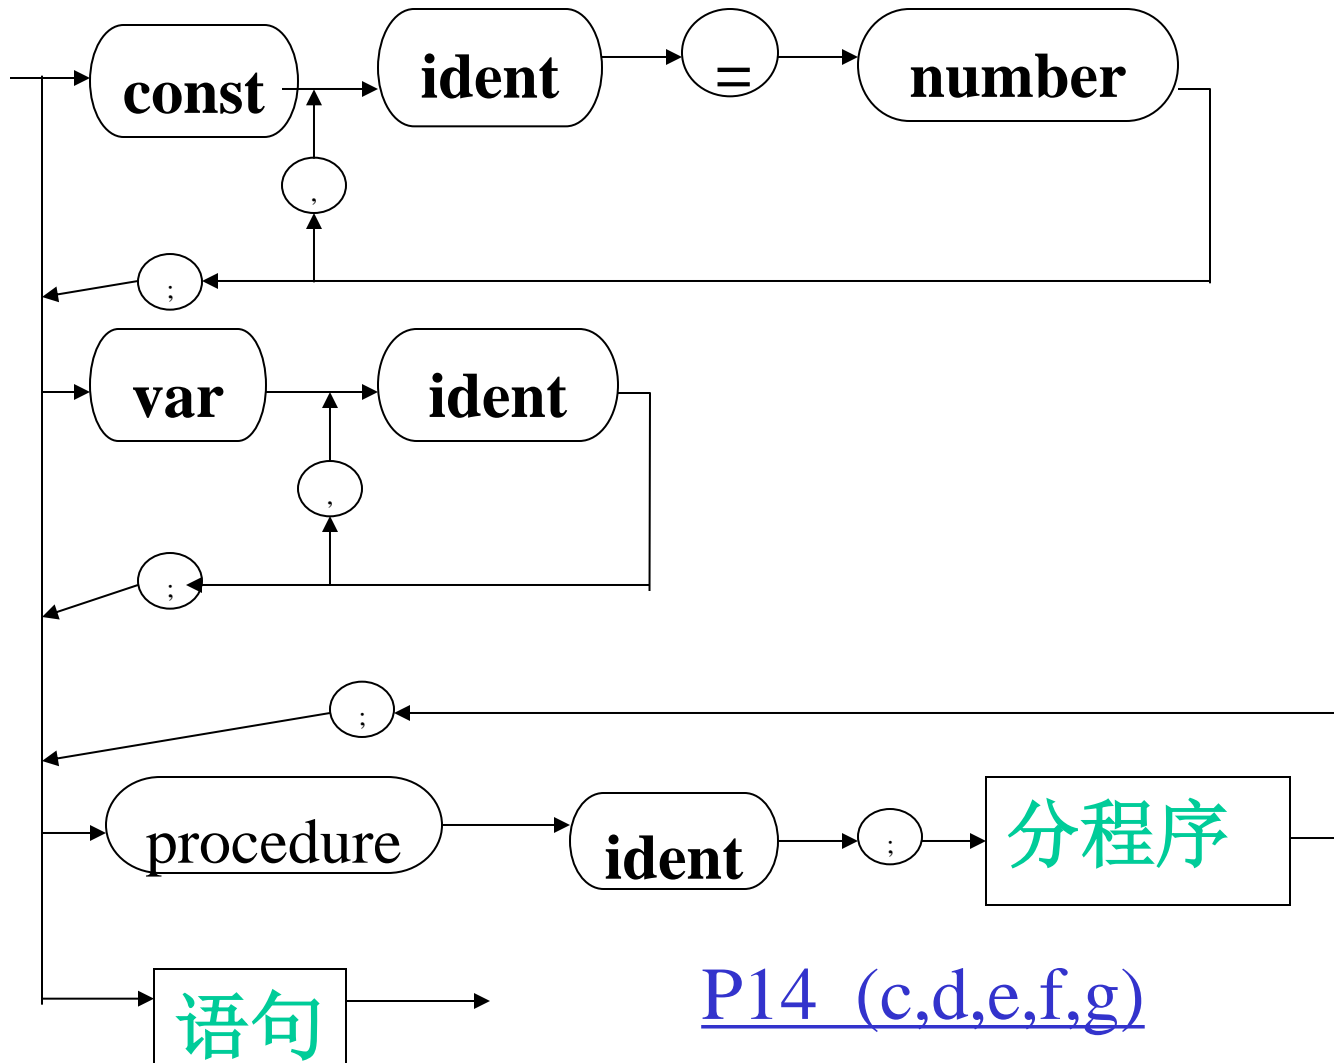 const ident = number
,
;
var ident
,
;
;
procedure ident ; 分程序
语句
P14 (c,d,e,f,g)